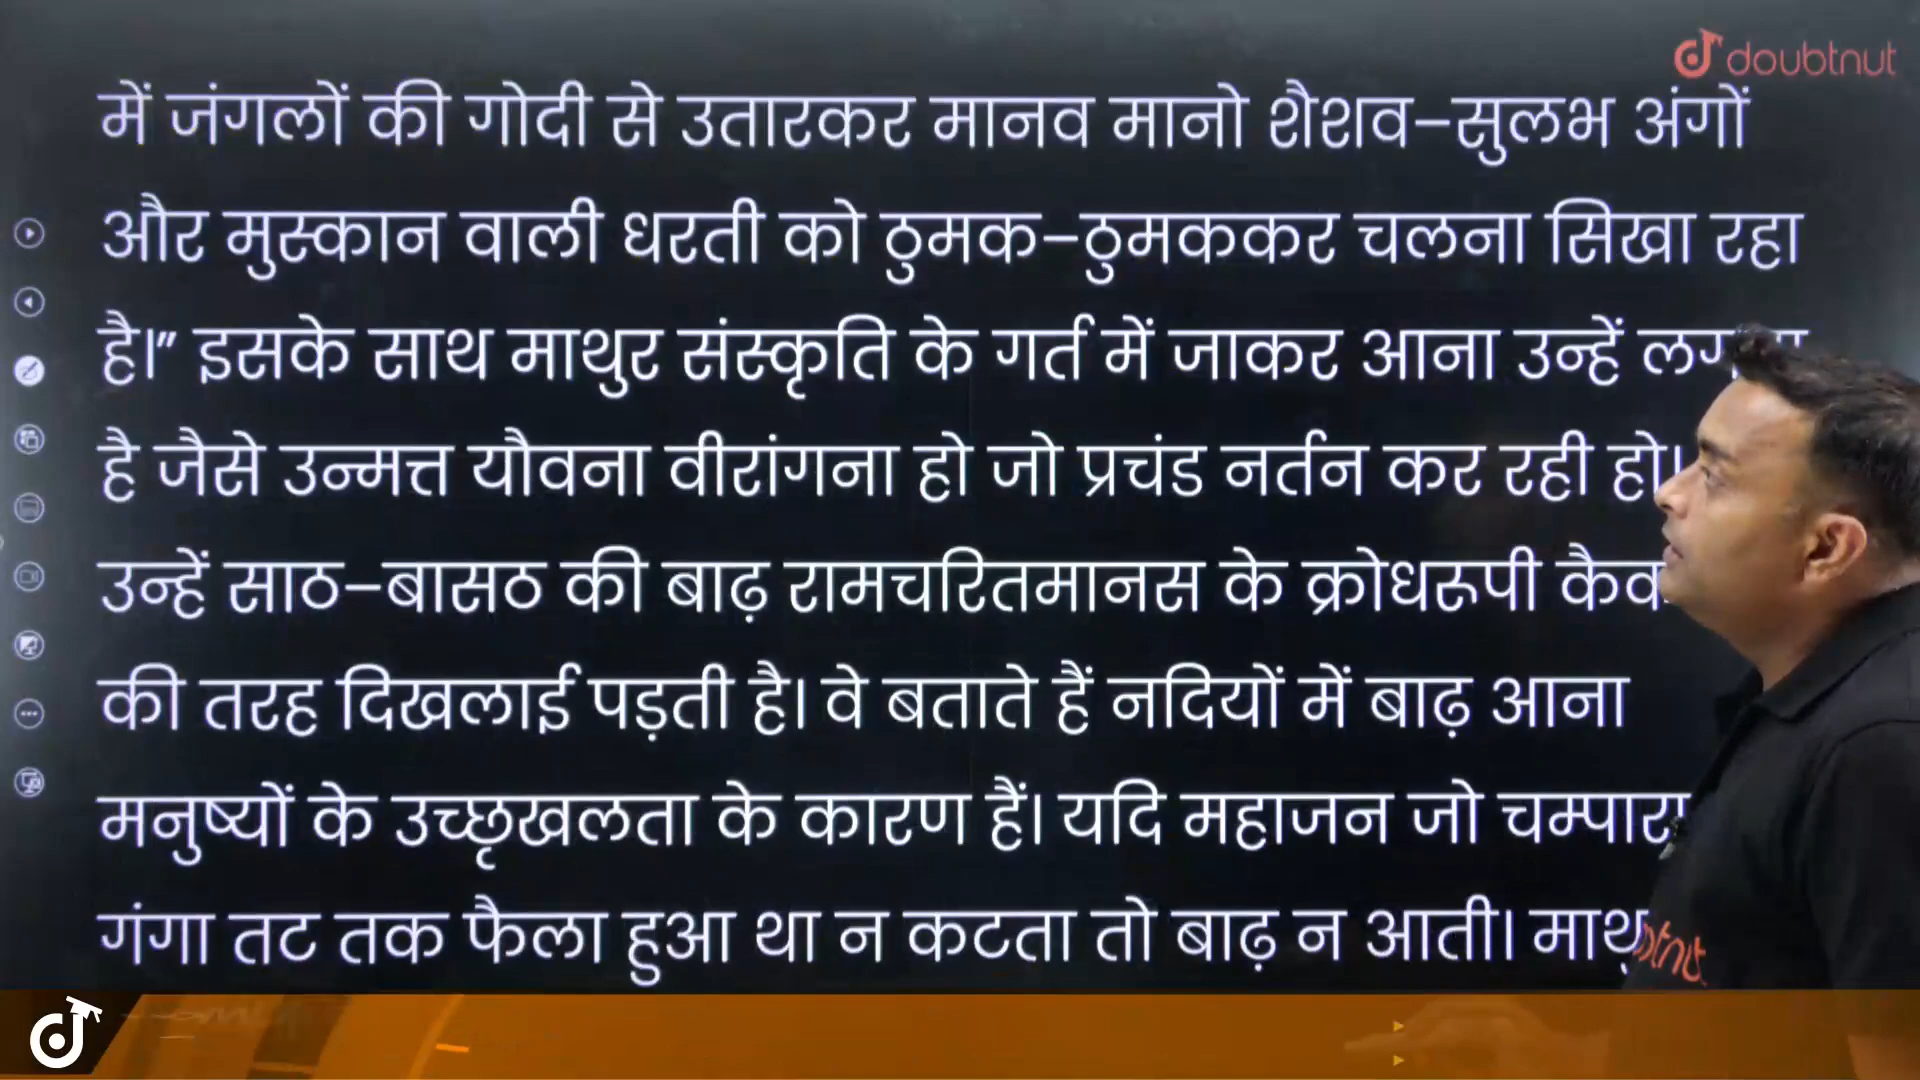 doubtnut
में जंगलों की गोदी से उतारकर मानव मानो शैशव–सुलभ अंगों
और मुस्कान वाली धरती को ठुमक–ठुमककर चलना सिखा रहा
है।” इसके साथ माथुर संस्कृति के गर्त में जाकर आना उन्हें
है जैसे उन्मत्त यौवना वीरांगना हो जो प्रचंड नर्तन कर रही हो।
उन्हें साठ–बासठ की बाढ़ रामचरितमानस के क्रोधरूपी
की तरह दिखलाई पड़ती है। वे बताते हैं नदियों में बाढ़ आना
मनुष्यों के उच्छृखलता के कारण हैं। यदि महाजन जो
गंगा तट तक फैला हुआ था न कटता तो बाढ़ न आती।